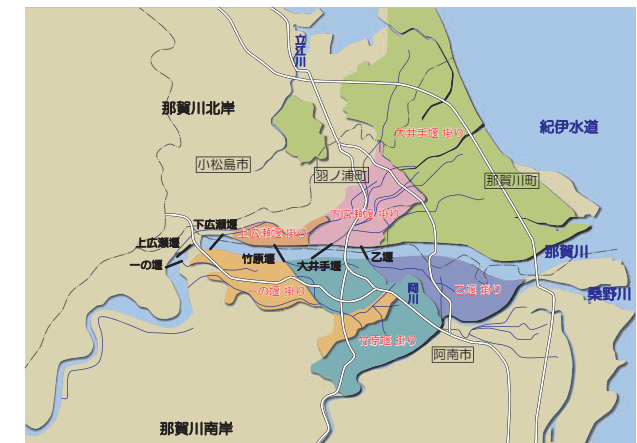 立江川
那賀川北岸
大井手堰 掛り
紀伊水道
小松島市
羽ノ浦町
那賀川町
下広瀬堰 掛り
下広瀬堰
上広瀬堰 掛り
上広瀬堰
那賀川
一の堰
竹原堰
大井手堰
乙堰
一の堰 掛り
岡川
乙堰 掛り
桑野川
竹原堰 掛り
阿南市
那賀川南岸